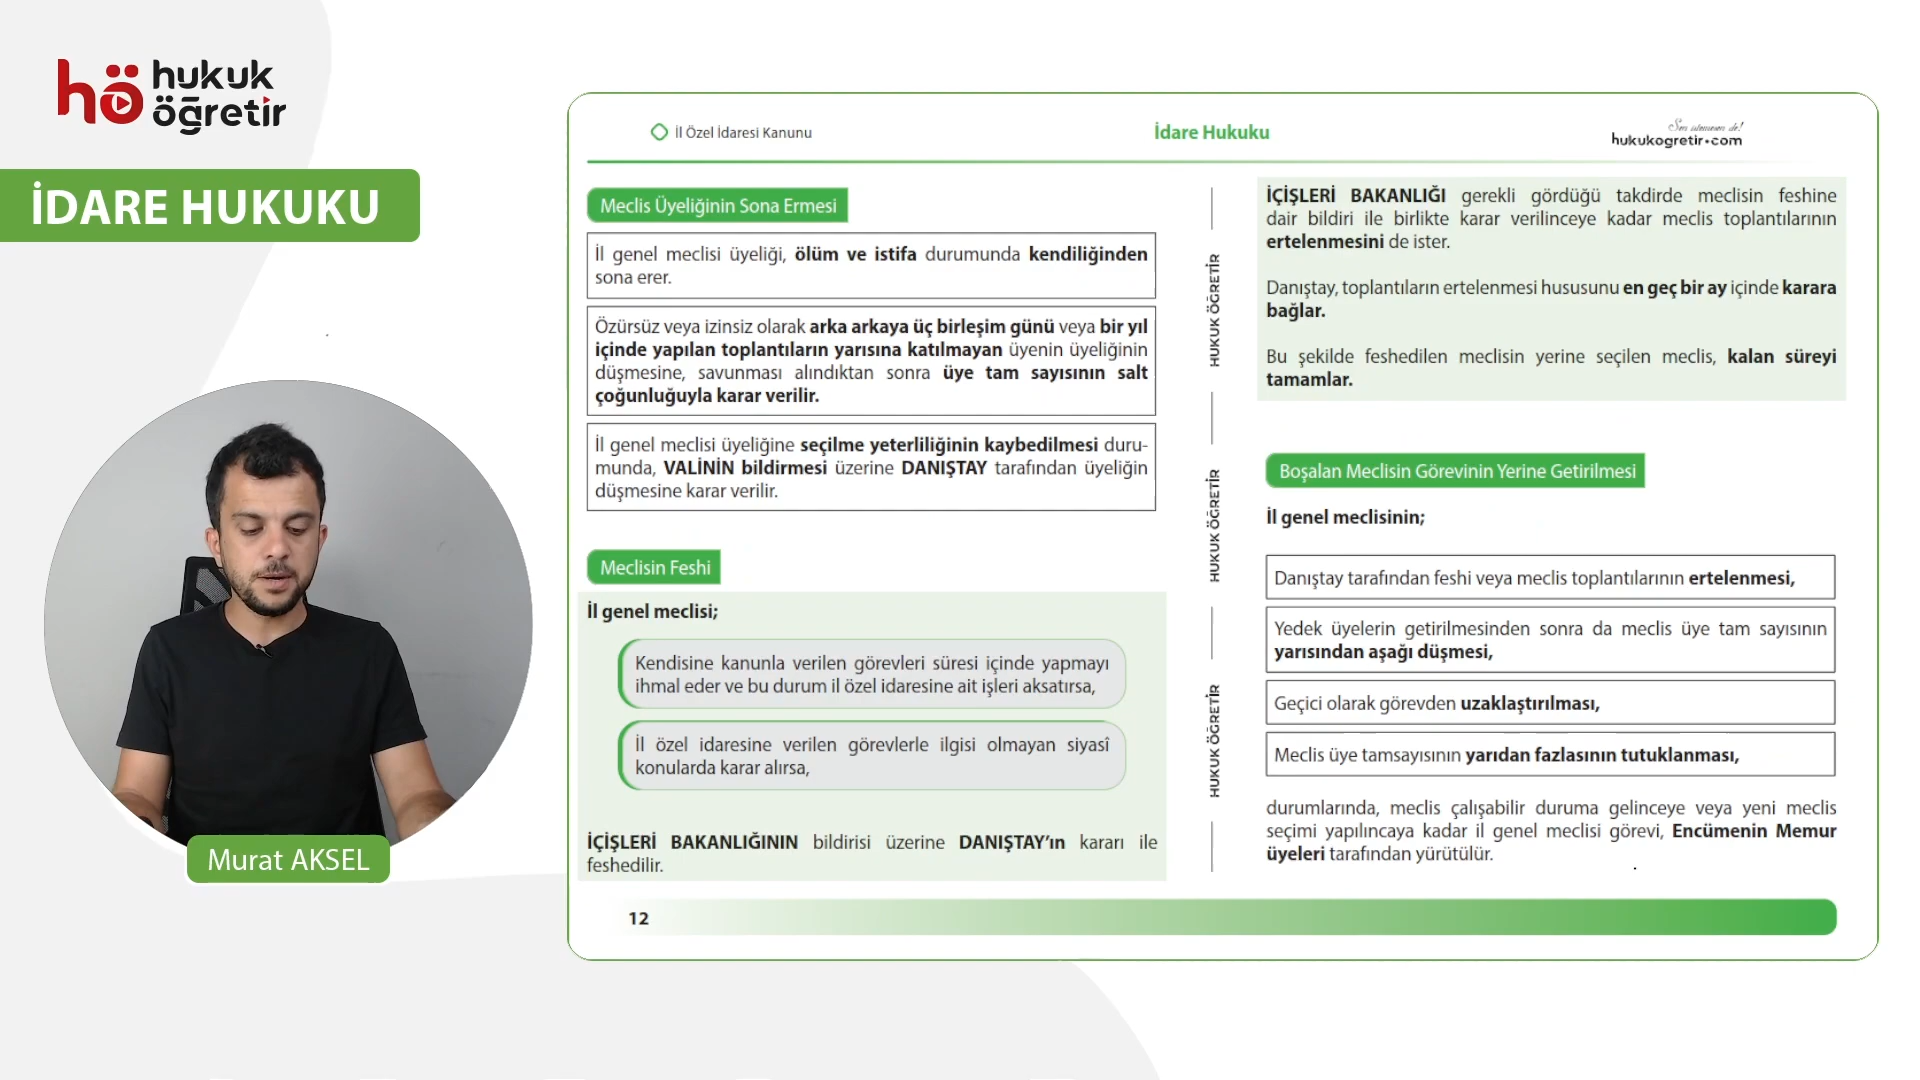 hö hukuk
öğretir
İDARE HUKUKU
Murat AKSEL
İl Özel İdaresi Kanunu
İdare Hukuku
Sen istemesen de!
hukukogretir.com
Meclis Üyeliğinin Sona Ermesi
İl genel meclisi üyeliği, ölüm ve istifa durumunda kendiliğinden
sona erer.
Özürsüz veya izinsiz olarak arka arkaya üç birleşim günü veya bir yıl
içinde yapılan toplantıların yarısına katılmayan üyenin üyeliğinin
düşmesine, savunması alındıktan sonra üye tam sayısının salt
çoğunluğuyla karar verilir.
İl genel meclisi üyeliğine seçilme yeterliliğinin kaybedilmesi duru-
munda, VALİNİN bildirmesi üzerine DANIŞTAY tarafından üyeliğin
düşmesine karar verilir.
Meclisin Feshi
İl genel meclisi;
Kendisine kanunla verilen görevleri süresi içinde yapmayı
ihmal eder ve bu durum il özel idaresine ait işleri aksatırsa,
İl özel idaresine verilen görevlerle ilgisi olmayan siyasî
konularda karar alırsa,
İÇİŞLERİ BAKANLIĞININ bildirisi üzerine DANIŞTAY'ın kararı ile
feshedilir.
HUKUK ÖĞRETİR
HUKUK ÖĞRETİR
HUKUK ÖĞRETİR
İÇİŞLERİ BAKANLIĞI gerekli gördüğü takdirde meclisin feshine
dair bildiri ile birlikte karar verilinceye kadar meclis toplantılarının
ertelenmesini de ister.
Danıştay, toplantıların ertelenmesi hususunu en geç bir ay içinde karara
bağlar.
Bu şekilde feshedilen meclisin yerine seçilen meclis, kalan süreyi
tamamlar.
Boşalan Meclisin Görevinin Yerine Getirilmesi
İl genel meclisinin;
Danıştay tarafından feshi veya meclis toplantılarının ertelenmesi,
Yedek üyelerin getirilmesinden sonra da meclis üye tam sayısının
yarısından aşağı düşmesi,
Geçici olarak görevden uzaklaştırılması,
Meclis üye tamsayısının yarıdan fazlasının tutuklanması,
durumlarında, meclis çalışabilir duruma gelinceye veya yeni meclis
seçimi yapılıncaya kadar il genel meclisi görevi, Encümenin Memur
üyeleri tarafından yürütülür.
12